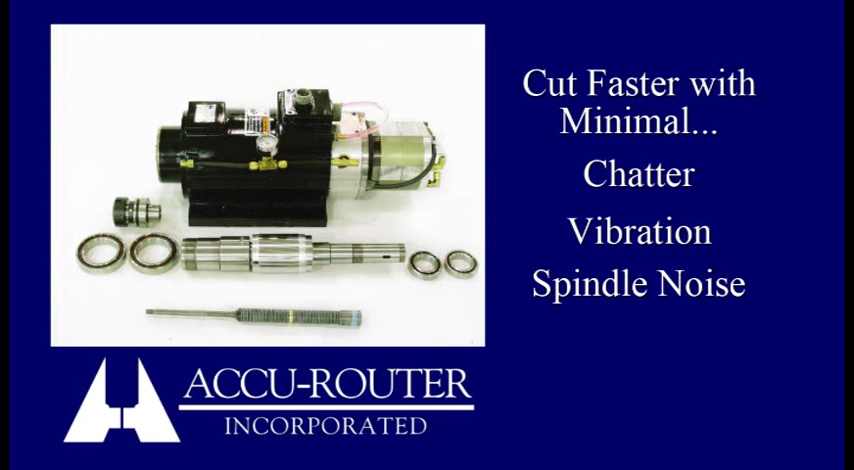 Cut Faster with
Minimal...
Chatter
Vibration
Spindle Noise
ACCU-ROUTER
INCORPORATED